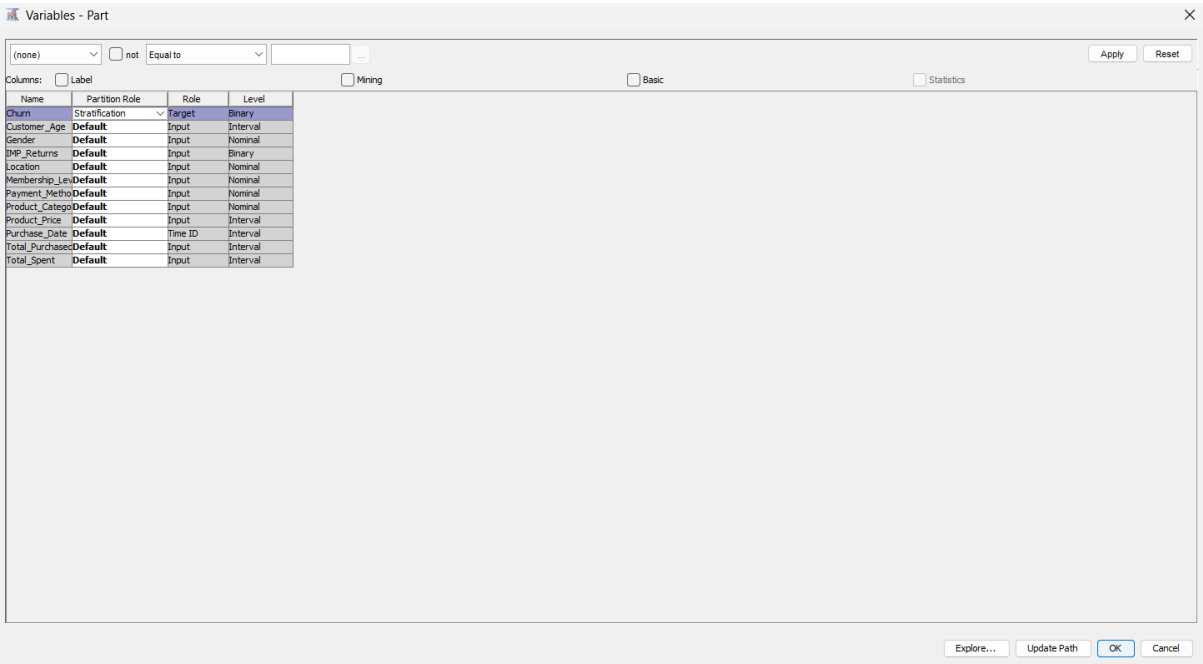 Variables - Part
(none) not Equal to ... Apply Reset
Columns: Label Mining Basic Statistics
Name Partition Role Role Level
Churn Stratification Target Binary
Customer_Age Default Input Interval
Gender Default Input Nominal
IMP_Returns Default Input Binary
Location Default Input Nominal
Membership_Lev Default Input Nominal
Payment_Metho Default Input Nominal
Product_Catego Default Input Nominal
Product_Price Default Input Interval
Purchase_Date Default Time ID Interval
Total_Purchased Default Input Interval
Total_Spent Default Input Interval
Explore... Update Path OK Cancel